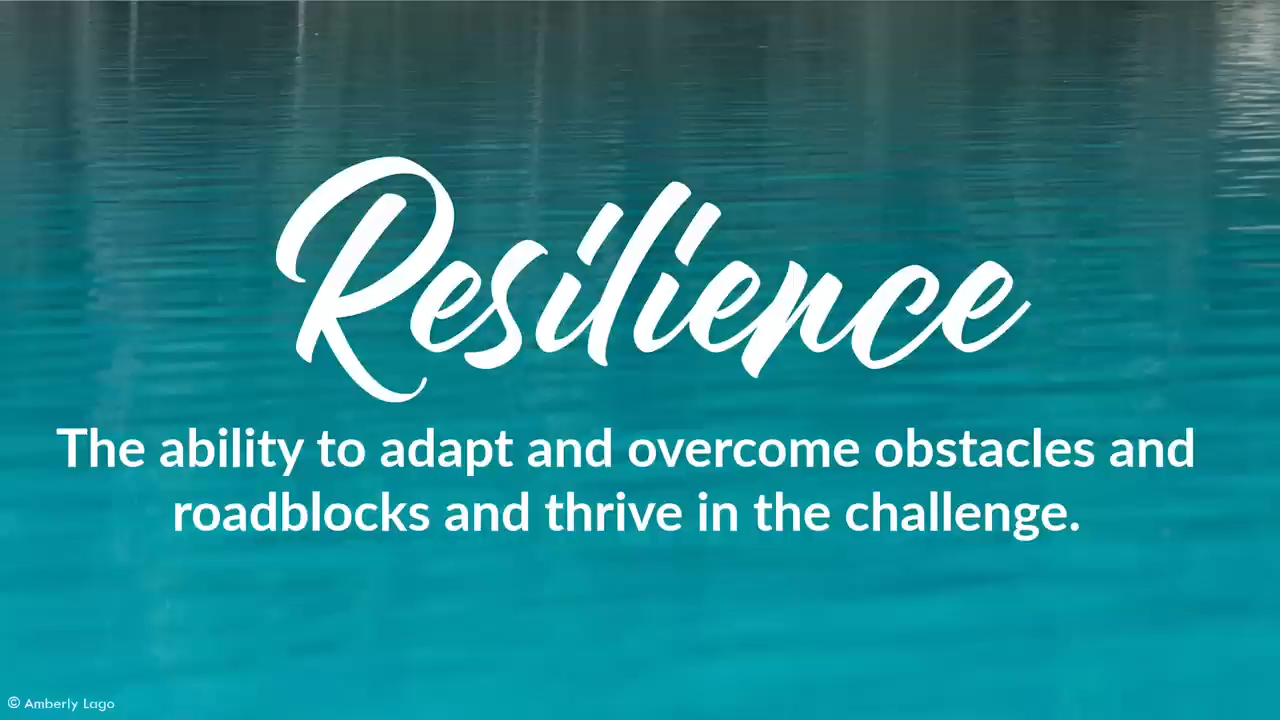 Resilience
The ability to adapt and overcome obstacles and
roadblocks and thrive in the challenge.
© Amberly Lago